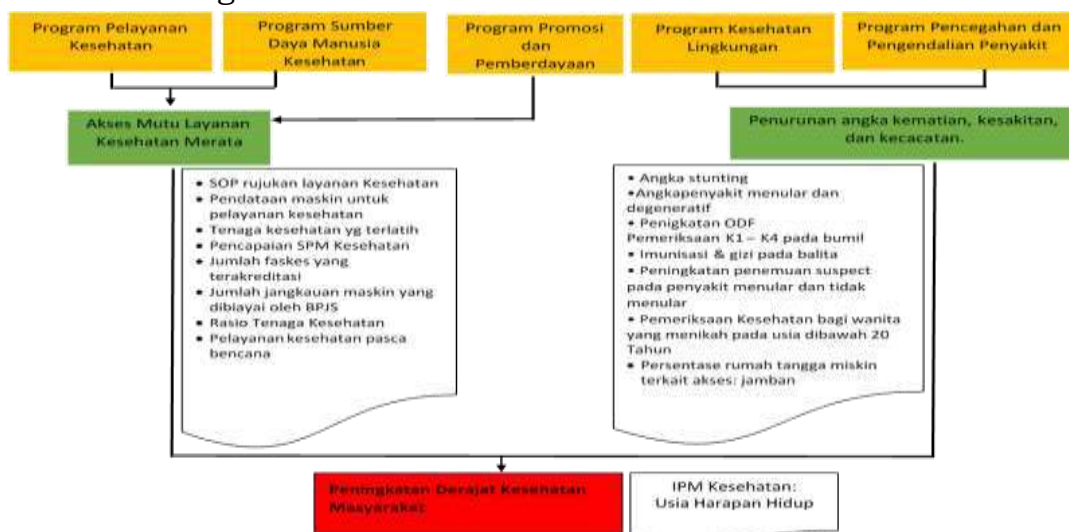 Program Pelayanan
Kesehatan
Program Sumber
Daya Manusia
Kesehatan
Program Promosi
dan
Pemberdayaan
Program Kesehatan
Lingkungan
Program Pencegahan dan
Pengendalian Penyakit
Akses Mutu Layanan
Kesehatan Merata
Penurunan angka kematian, kesakitan,
dan kecacatan.
• SOP rujukan layanan Kesehatan
• Pendataan maskin untuk
pelayanan kesehatan
• Tenaga kesehatan yg terlatih
• Pencapaian SPM Kesehatan
• Jumlah faskes yang
terakreditasi
• Jumlah jangkauan maskin yang
dibiayai oleh BPJS
• Rasio Tenaga Kesehatan
• Pelayanan kesehatan pasca
bencana
• Angka stunting
•Angkapenyakit menular dan
degeneratif
• Penigkatan ODF
Pemeriksaan K1 – K4 pada bumil
• Imunisasi & gizi pada balita
• Peningkatan penemuan suspect
pada penyakit menular dan tidak
menular
• Pemeriksaan Kesehatan bagi wanita
yang menikah pada usia dibawah 20
Tahun
• Persentase rumah tangga miskin
terkait akses: jamban
Peningkatan Derajat Kesehatan
Masyarakat
IPM Kesehatan:
Usia Harapan Hidup